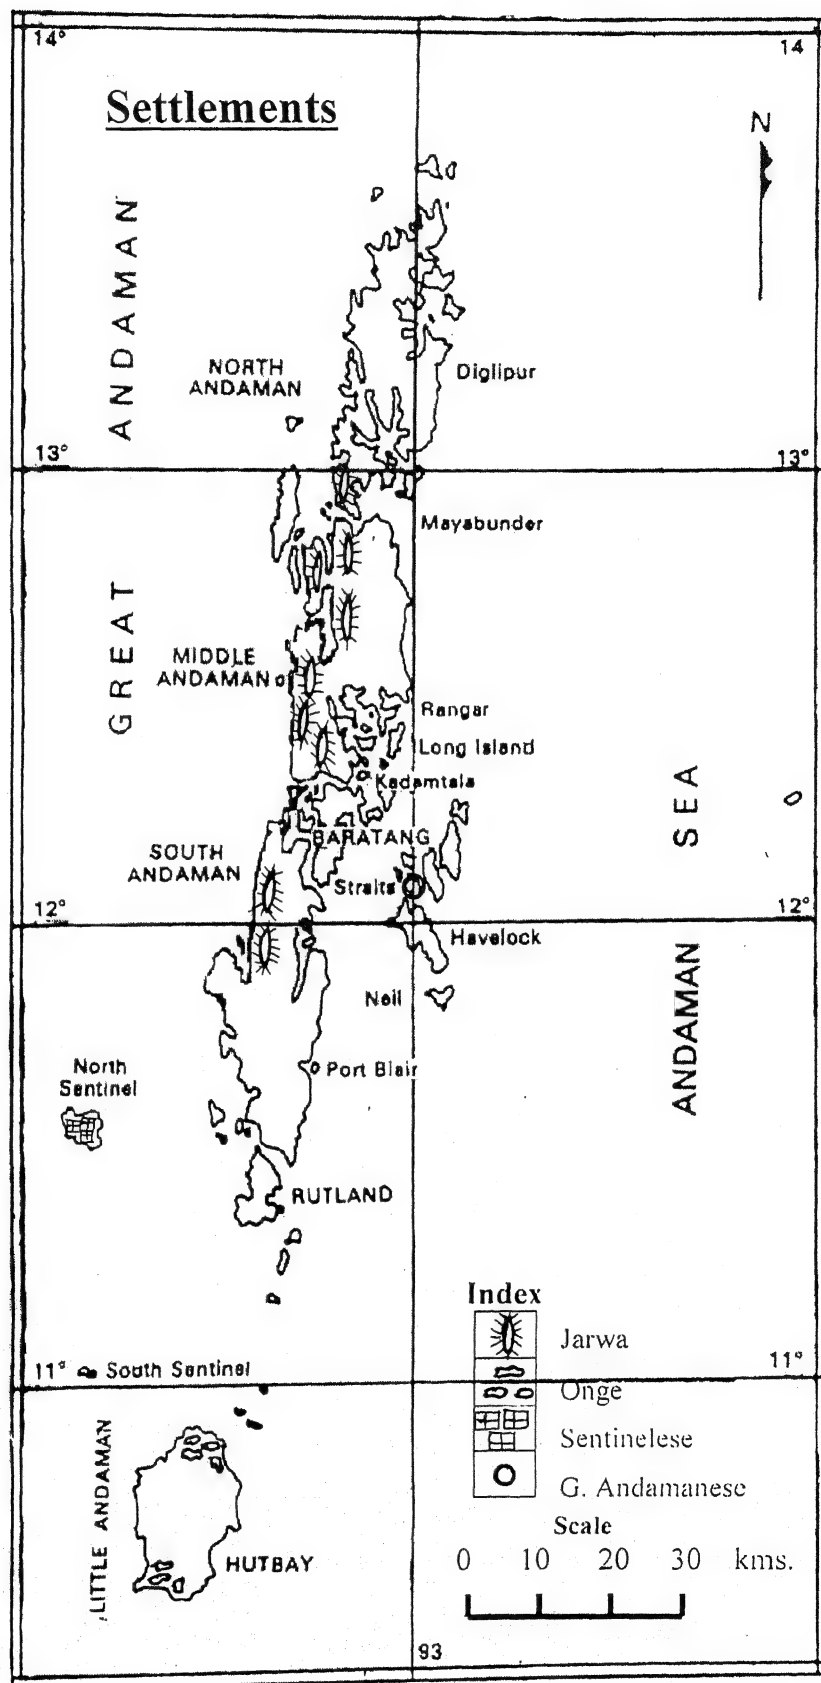 14°
14
Settlements
N
GREAT ANDAMAN
NORTH
ANDAMAN
Diglipur
13°
13°
Mayabunder
MIDDLE
ANDAMAN
Rangar
Long Island
Kadamtala
BARATANG
SOUTH
ANDAMAN
Straits
12°
12°
Havelock
Neil
ANDAMAN SEA
North
Sentinel
Port Blair
RUTLAND
Index
Jarwa
11°
South Sentinel
11°
Onge
Sentinelese
G. Andamanese
LITTLE ANDAMAN
HUTBAY
Scale
0 10 20 30 kms.
93